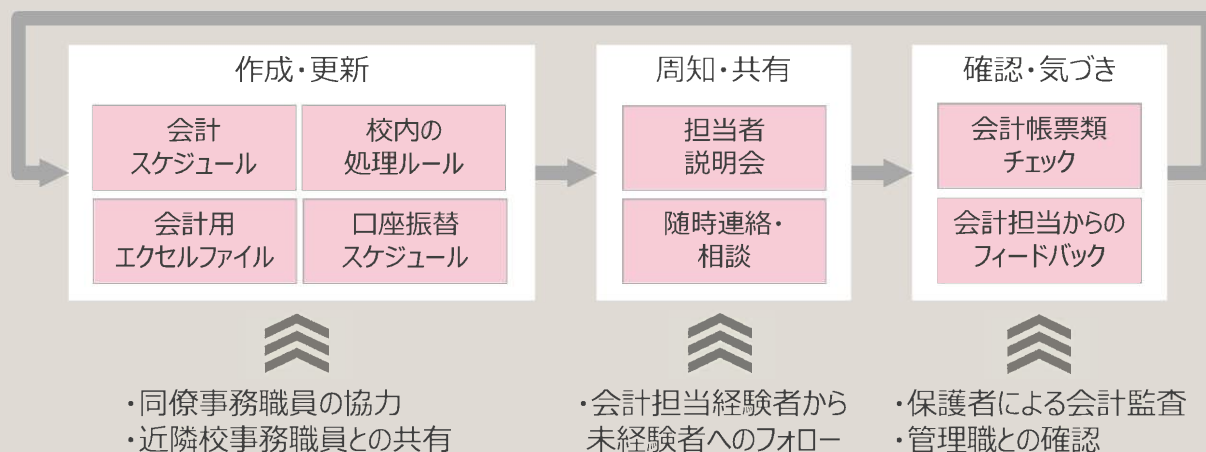 作成・更新
会計
スケジュール
校内の
処理ルール
会計用
エクセルファイル
口座振替
スケジュール
・同僚事務職員の協力
・近隣校事務職員との共有
周知・共有
担当者
説明会
随時連絡・
相談
・会計担当経験者から
未経験者へのフォロー
確認・気づき
会計帳票類
チェック
会計担当からの
フィードバック
・保護者による会計監査
・管理職との確認